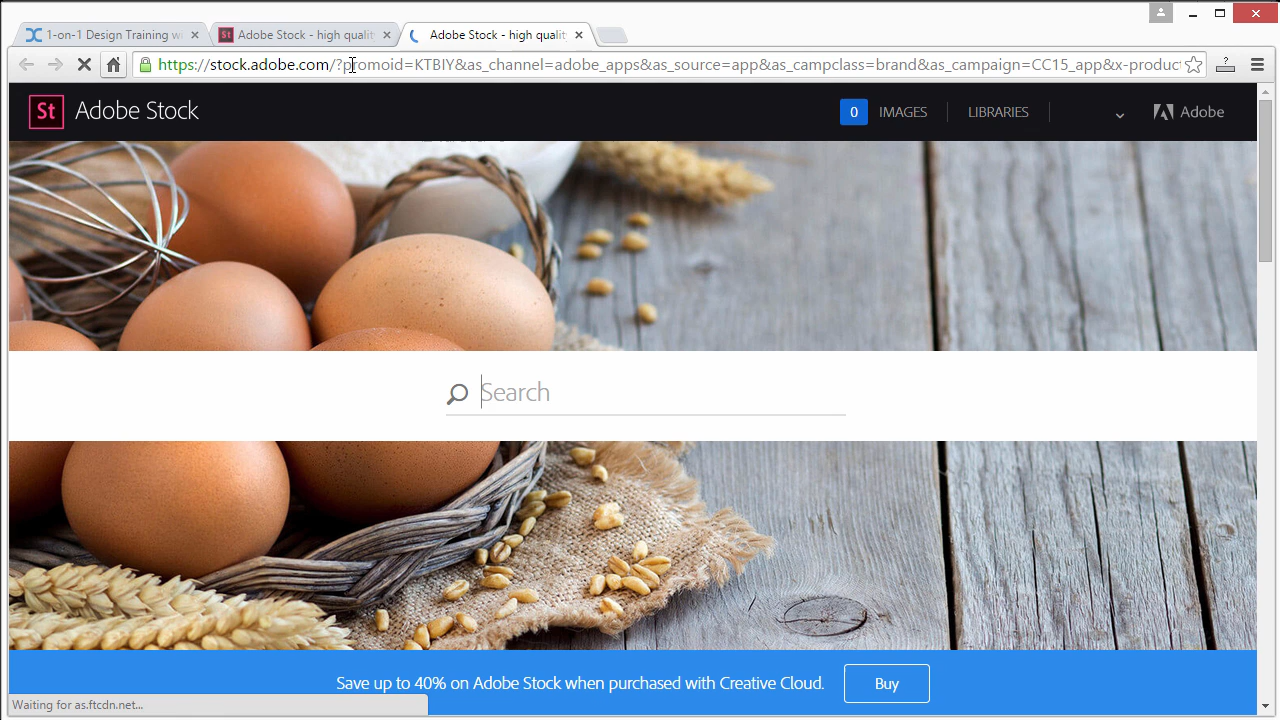 1-on-1 Design Training w
Adobe Stock - high qualit
Adobe Stock - high qualit
https://stock.adobe.com/?promoid=KTBIY&as_channel=adobe_apps&as_source=app&as_campclass=brand&as_campaign=CC15_app&x-product
St Adobe Stock
0 IMAGES
LIBRARIES
Adobe
Search
Save up to 40% on Adobe Stock when purchased with Creative Cloud.
Buy
Waiting for as.ftcdn.net...